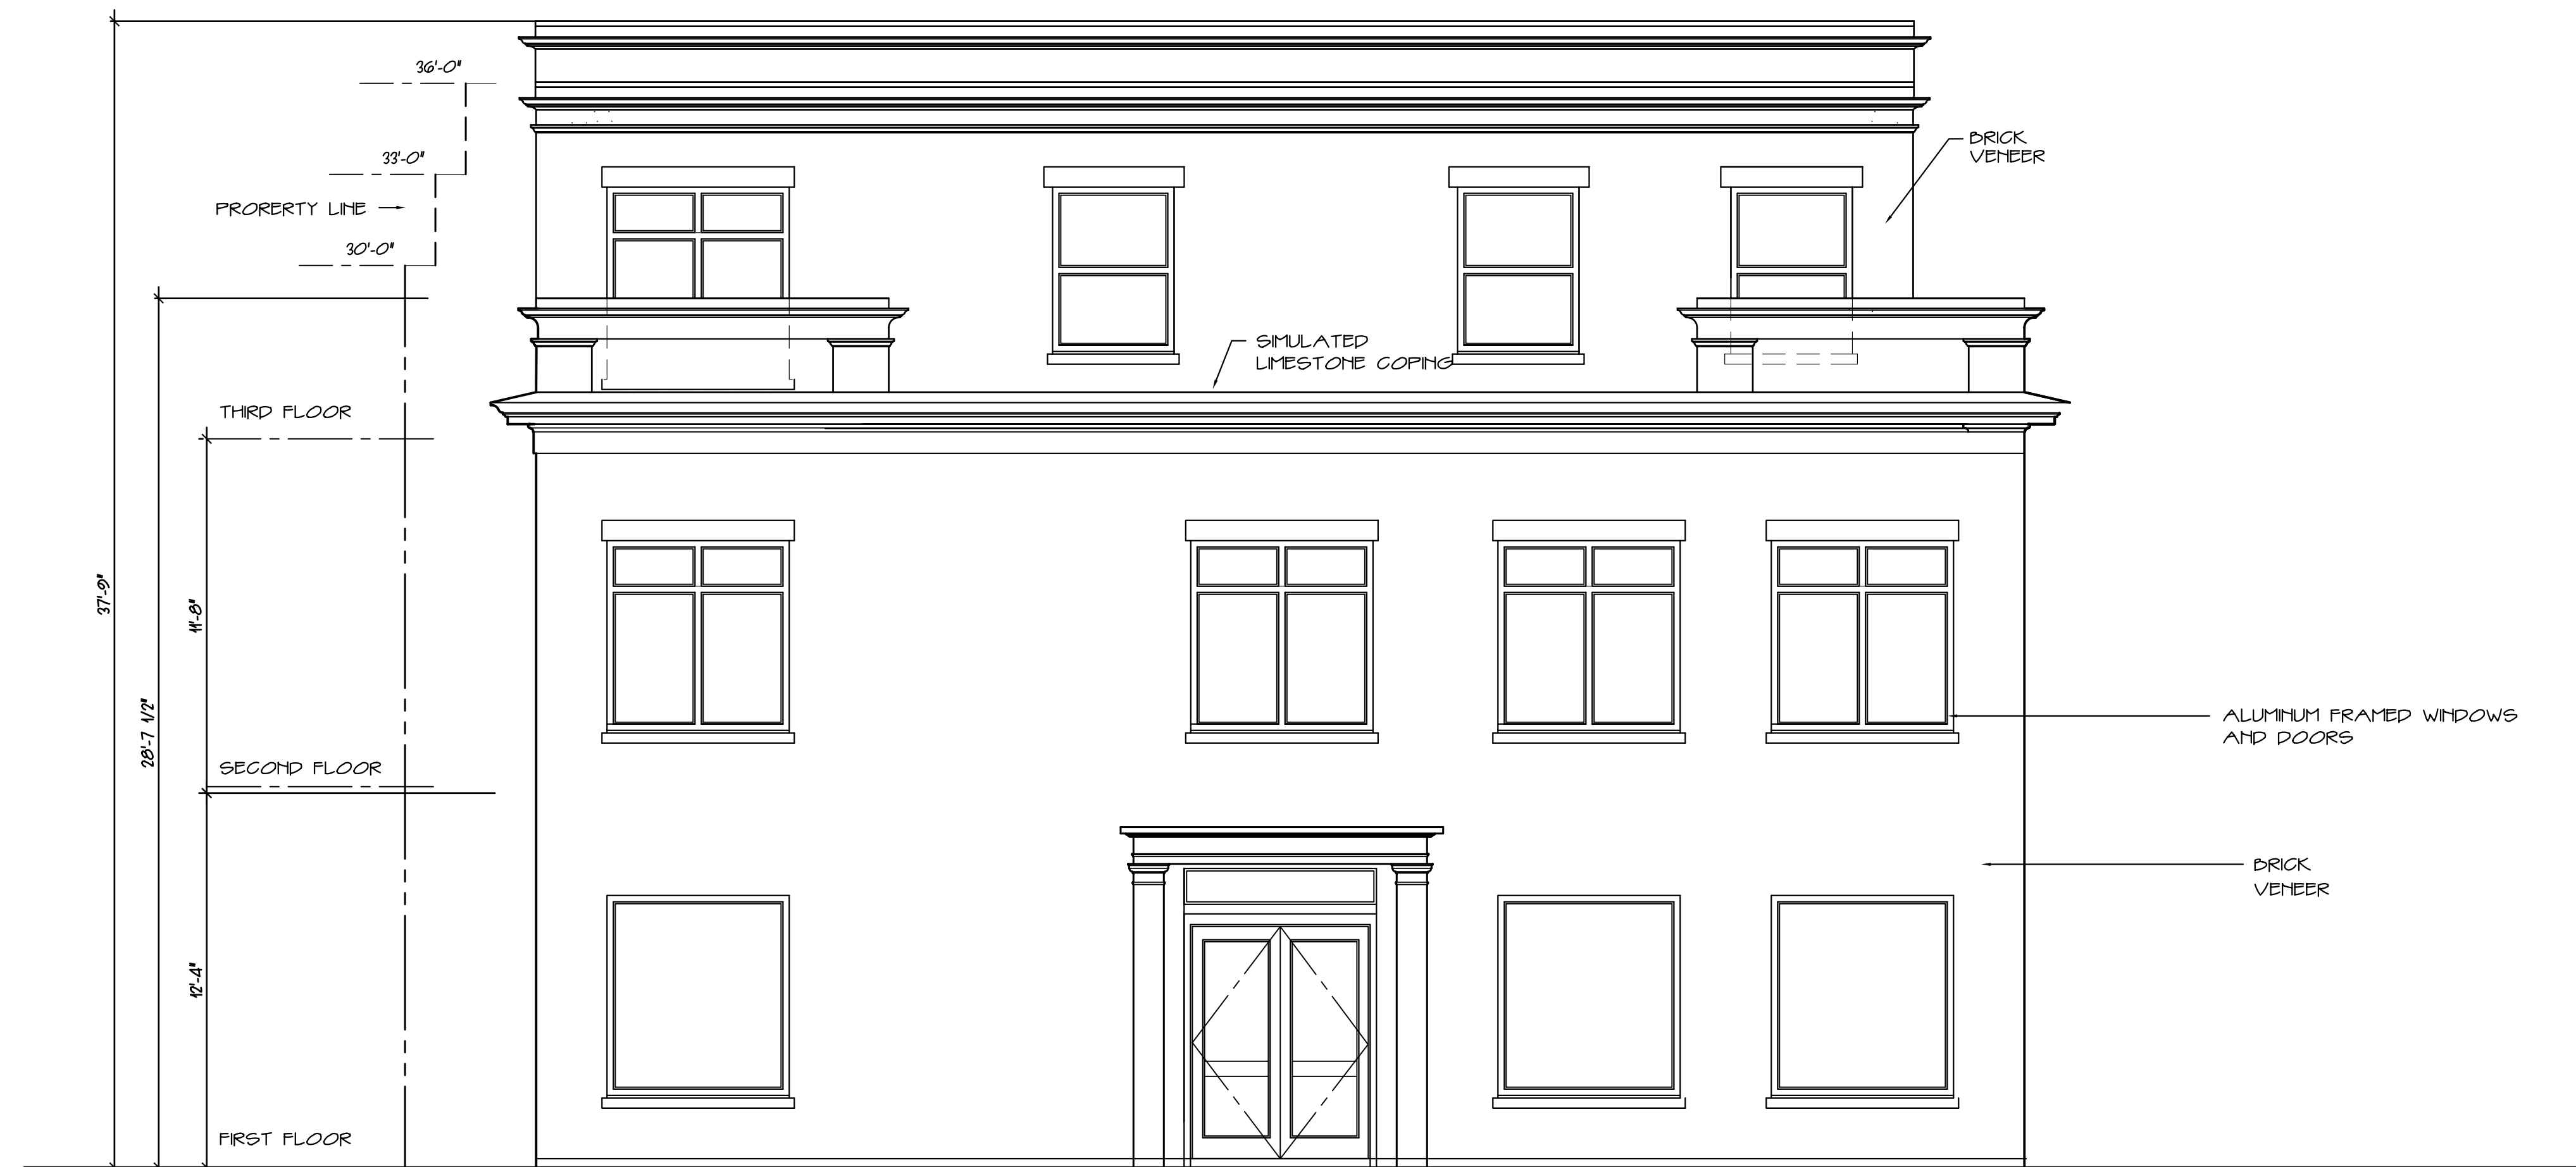 36'-0"
33'-0"
PRORERTY LINE
30'-0"
BRICK
VENEER
SIMULATED
LIMESTONE COPING
THIRD FLOOR
37'-9"
11'-8"
28'-7 1/2"
SECOND FLOOR
ALUMINUM FRAMED WINDOWS
AND DOORS
BRICK
VENEER
12'-4"
FIRST FLOOR